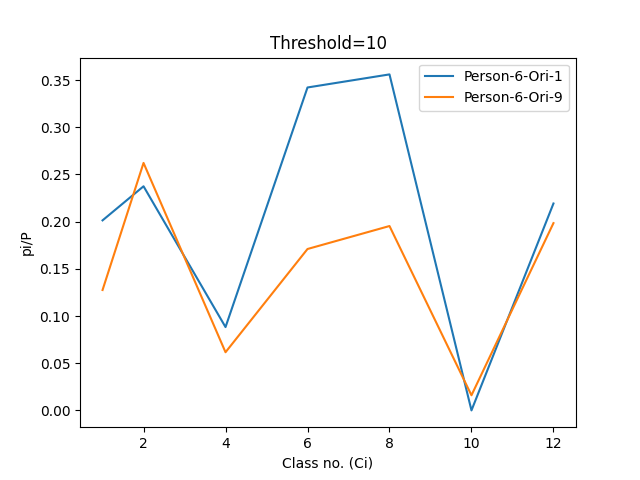 Threshold=10
Person-6-Ori-1
Person-6-Ori-9
pi/P
0.35
0.30
0.25
0.20
0.15
0.10
0.05
0.00
2 4 6 8 10 12
Class no. (Ci)